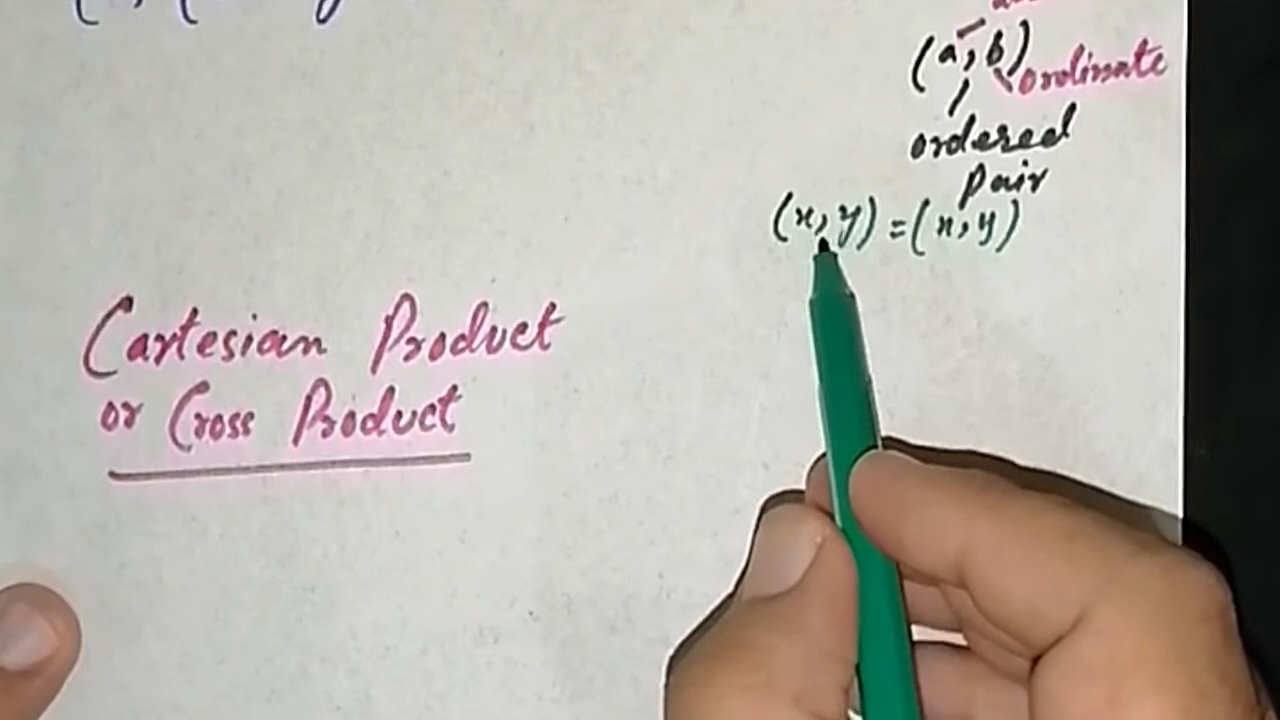 (a, b)
ordinate
ordered
pair
(x, y) = (x, y)
Cartesian Product
or Cross Product